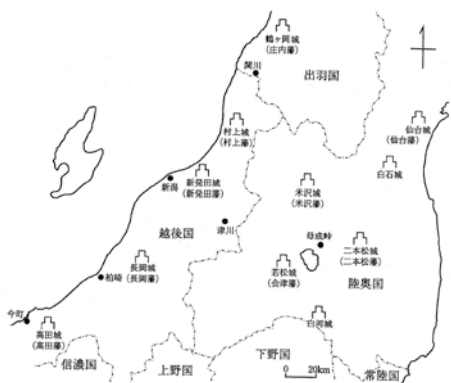 鶴ヶ岡城
(庄内藩)
関川
出羽国
村上城
(村上藩)
仙台城
(仙台藩)
白石城
新発田城
(新発田藩)
新潟
米沢城
(米沢藩)
越後国
津川
母成峠
二本松城
(二本松藩)
長岡城
(長岡藩)
若松城
(会津藩)
陸奥国
柏崎
今町
高田城
(高田藩)
白河城
信濃国
上野国
下野国
0 20km
常陸国